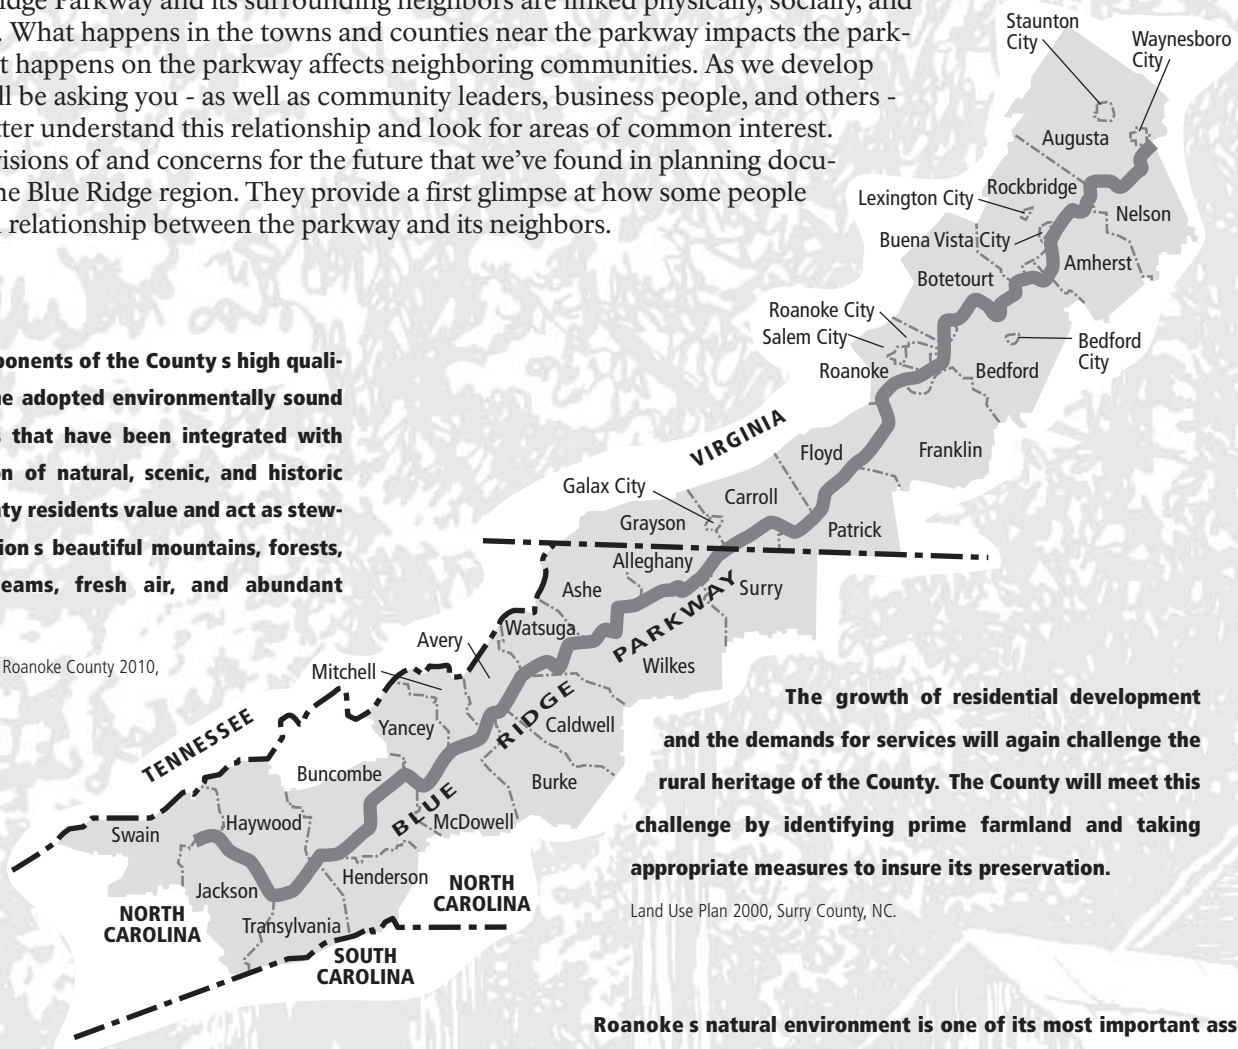 idge Parkway and its surrounding neighbors are linked physically, socially, and
. What happens in the towns and counties near the parkway impacts the park-
t happens on the parkway affects neighboring communities. As we develop
ll be asking you - as well as community leaders, business people, and others -
tter understand this relationship and look for areas of common interest.
visions of and concerns for the future that we've found in planning docu-
he Blue Ridge region. They provide a first glimpse at how some people
l relationship between the parkway and its neighbors.
ponents of the County s high quali-
ne adopted environmentally sound
s that have been integrated with
on of natural, scenic, and historic
nty residents value and act as stew-
ion s beautiful mountains, forests,
eams, fresh air, and abundant
Roanoke County 2010,
Staunton
City
Waynesboro
City
Augusta
Rockbridge
Lexington City
Nelson
Buena Vista City
Amherst
Botetourt
Roanoke City
Salem City
Bedford
City
Roanoke
Bedford
VIRGINIA
Floyd
Franklin
Galax City
Carroll
Grayson
Patrick
Alleghany
Ashe
Surry
Watsuga
Avery
Wilkes
Mitchell
Yancey
Caldwell
TENNESSEE
Buncombe
Burke
BLUE RIDGE PARKWAY
McDowell
Haywood
Swain
Henderson
Jackson
NORTH
CAROLINA
NORTH
CAROLINA
Transylvania
SOUTH
CAROLINA
The growth of residential development
and the demands for services will again challenge the
rural heritage of the County. The County will meet this
challenge by identifying prime farmland and taking
appropriate measures to insure its preservation.
Land Use Plan 2000, Surry County, NC.
Roanoke s natural environment is one of its most important ass